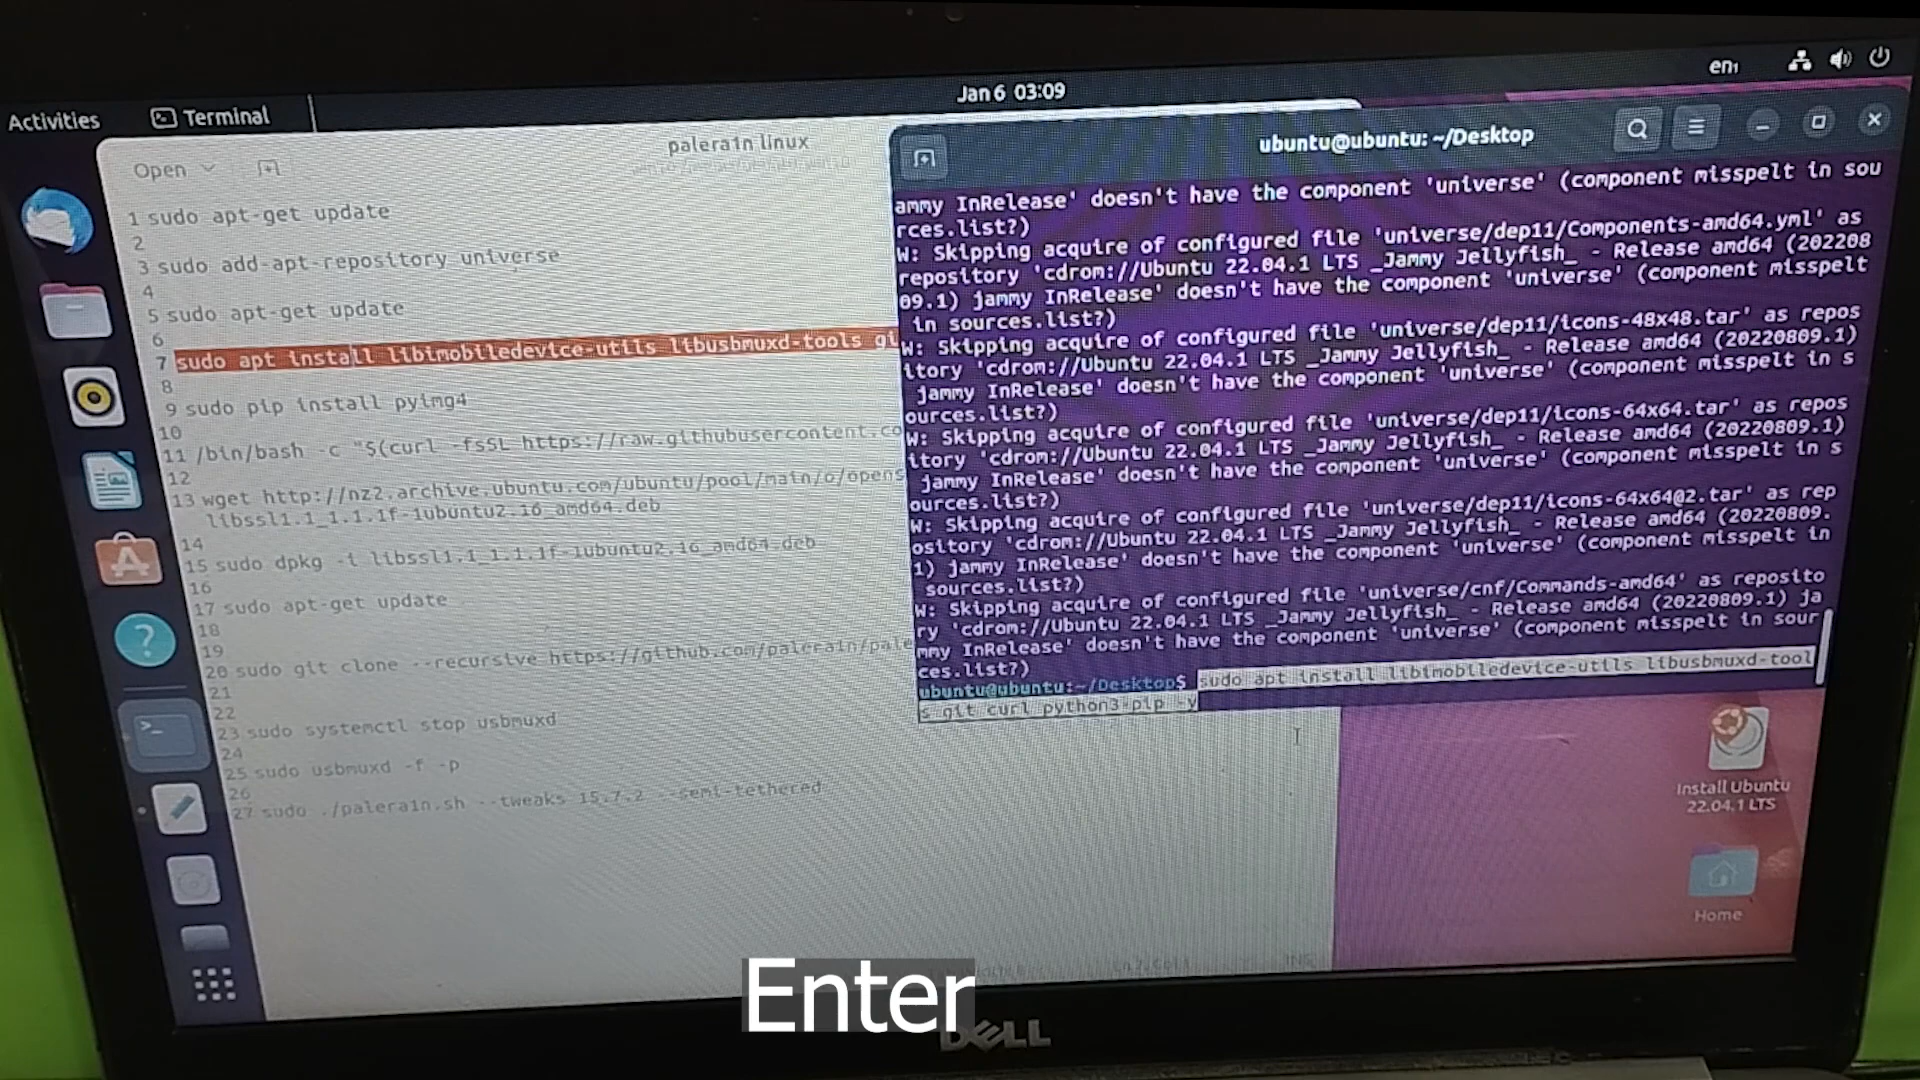 Activities
Terminal
Jan 6 03:09
en₁
Open
palera1n linux
1 sudo apt-get update
2
3 sudo add-apt-repository universe
4
5 sudo apt-get update
6
7 sudo apt install libimobiledevice-utils libusbmuxd-tools gi
8
9 sudo pip install pyimg4
10
11 /bin/bash -c "$(curl -fsSL https://raw.githubusercontent.co
12
13 wget http://nz2.archive.ubuntu.com/ubuntu/pool/main/o/opens
libssl1.1_1.1.1f-1ubuntu2.16_amd64.deb
14
15 sudo dpkg -i libssl1.1_1.1.1f-1ubuntu2.16_amd64.deb
16
17 sudo apt-get update
18
19
20 sudo git clone --recursive https://github.com/palera1n/pale
21
22
23 sudo systemctl stop usbmuxd
24
25 sudo usbmuxd -f -p
26
27 sudo ./palera1n.sh --tweaks 15.7.2 --semi-tethered
ubuntu@ubuntu: ~/Desktop
ammy InRelease' doesn't have the component 'universe' (component misspelt in sou
rces.list?)
W: Skipping acquire of configured file 'universe/dep11/Components-amd64.yml' as
repository 'cdrom://Ubuntu 22.04.1 LTS _Jammy Jellyfish_ - Release amd64 (202208
09.1) jammy InRelease' doesn't have the component 'universe' (component misspelt
in sources.list?)
W: Skipping acquire of configured file 'universe/dep11/icons-48x48.tar' as repos
itory 'cdrom://Ubuntu 22.04.1 LTS _Jammy Jellyfish_ - Release amd64 (20220809.1)
jammy InRelease' doesn't have the component 'universe' (component misspelt in s
ources.list?)
W: Skipping acquire of configured file 'universe/dep11/icons-64x64.tar' as repos
itory 'cdrom://Ubuntu 22.04.1 LTS _Jammy Jellyfish_ - Release amd64 (20220809.1)
jammy InRelease' doesn't have the component 'universe' (component misspelt in s
ources.list?)
W: Skipping acquire of configured file 'universe/dep11/icons-64x64@2.tar' as rep
ository 'cdrom://Ubuntu 22.04.1 LTS _Jammy Jellyfish_ - Release amd64 (20220809.
1) jammy InRelease' doesn't have the component 'universe' (component misspelt in
sources.list?)
W: Skipping acquire of configured file 'universe/cnf/Commands-amd64' as reposito
ry 'cdrom://Ubuntu 22.04.1 LTS _Jammy Jellyfish_ - Release amd64 (20220809.1) ja
mmy InRelease' doesn't have the component 'universe' (component misspelt in sour
ces.list?)
ubuntu@ubuntu:~/Desktop$ sudo apt install libimobiledevice-utils libusbmuxd-tool
s git curl python3-pip -y
Install Ubuntu
22.04.1 LTS
Home
Enter
DELL